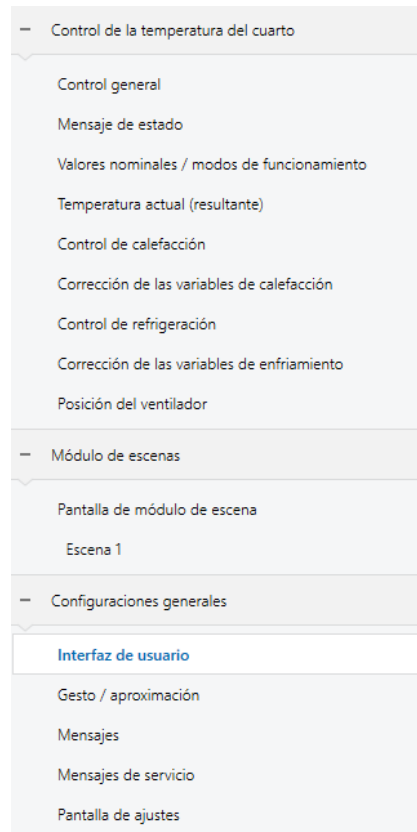 Control de la temperatura del cuarto
Control general
Mensaje de estado
Valores nominales / modos de funcionamiento
Temperatura actual (resultante)
Control de calefacción
Corrección de las variables de calefacción
Control de refrigeración
Corrección de las variables de enfriamiento
Posición del ventilador
Módulo de escenas
Pantalla de módulo de escena
Escena 1
Configuraciones generales
Interfaz de usuario
Gesto / aproximación
Mensajes
Mensajes de servicio
Pantalla de ajustes